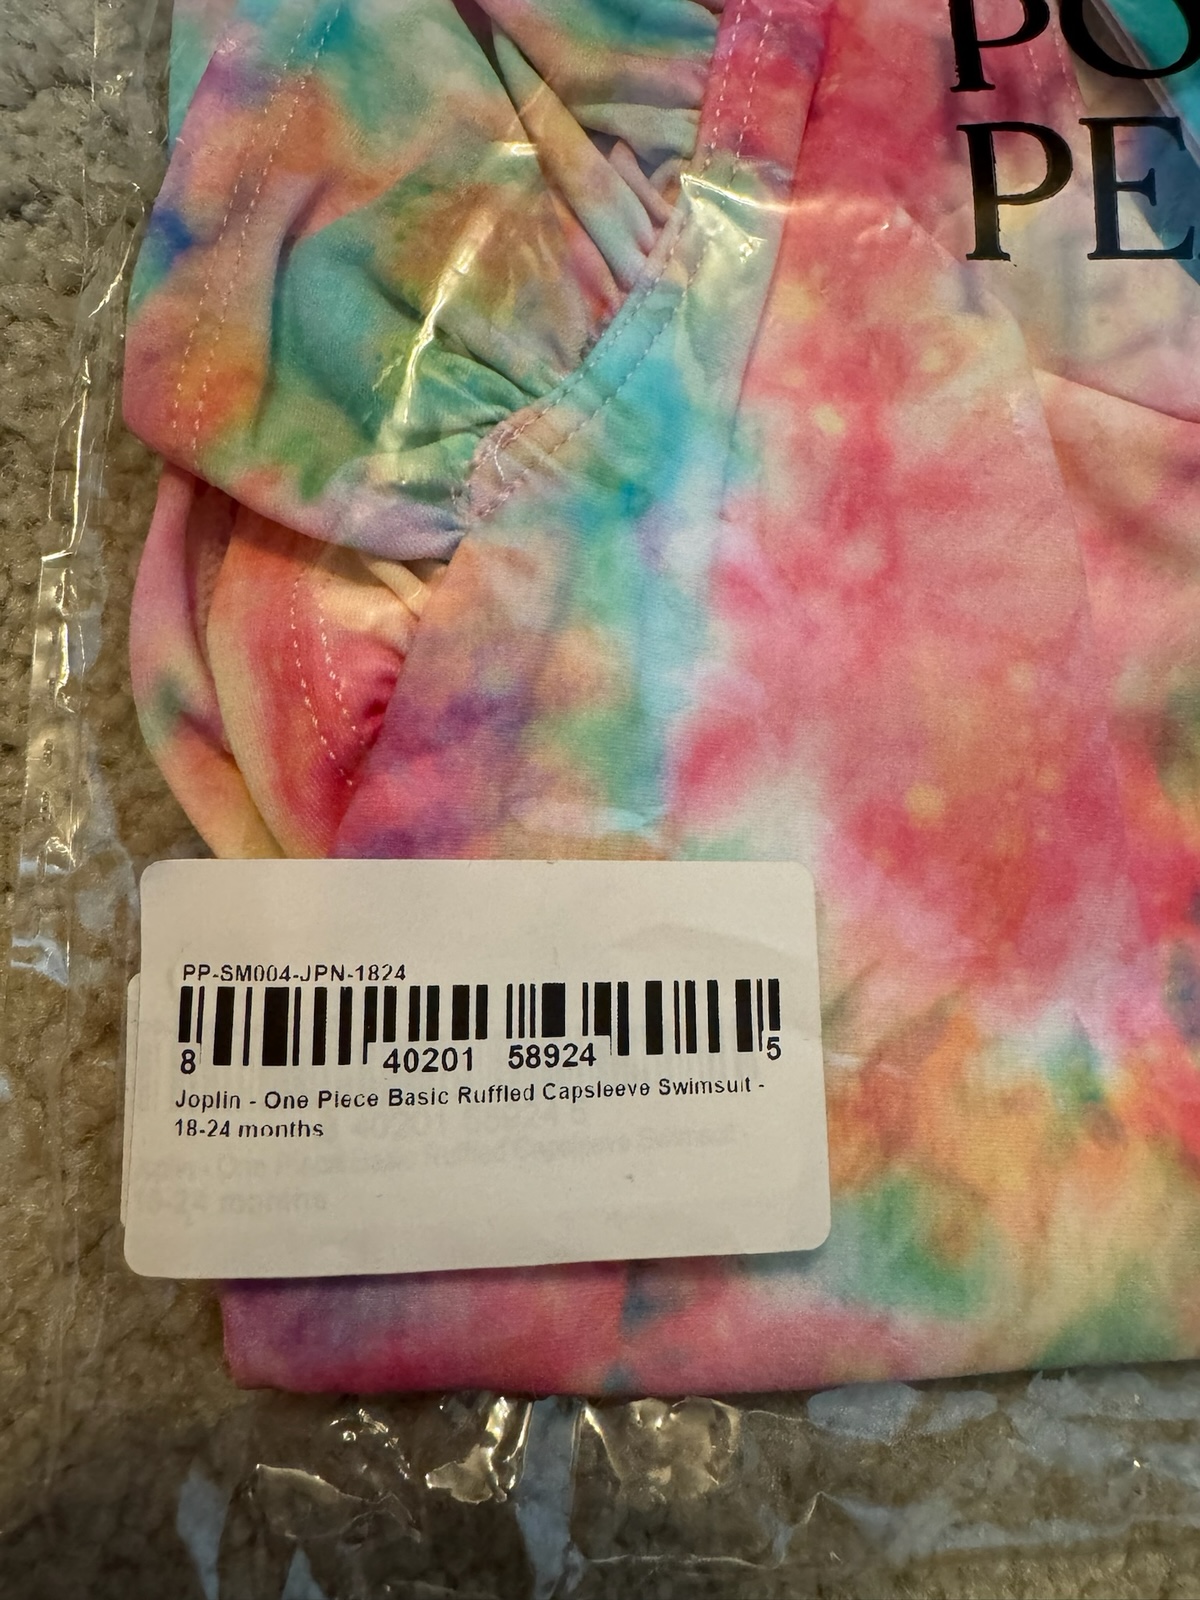 PO
PE
PP-SM004-JPN-1824
8 40201 58924 5
Joplin - One Piece Basic Ruffled Capsleeve Swimsuit -
18-24 months